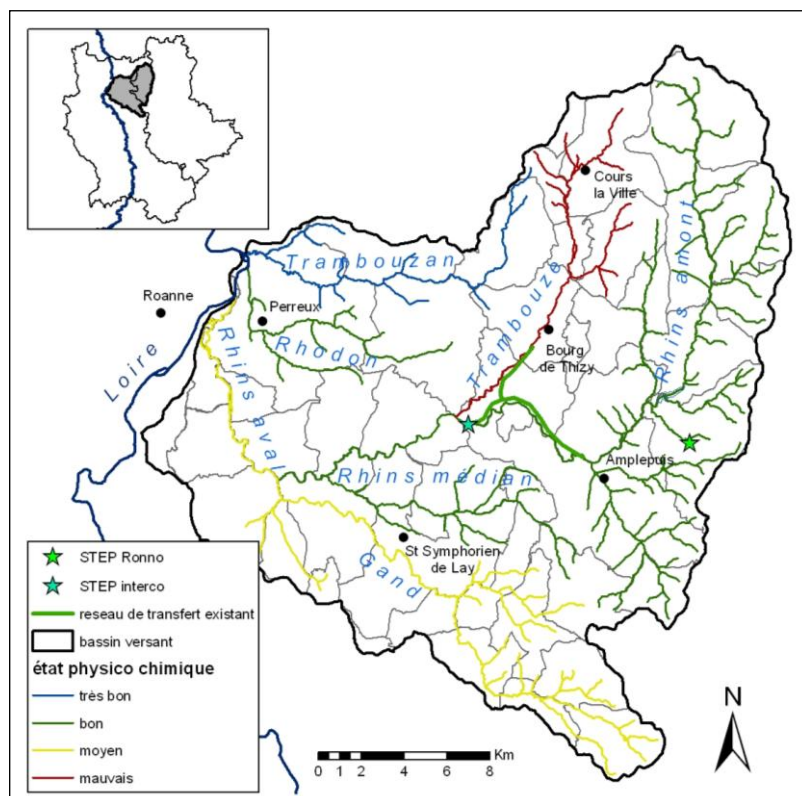 Cours
la Ville
Trambouzan
Roanne
Perreux
Rhodon
Trambouze
Bourg
de Thizy
Rhins amont
Loire
Rhins aval
Rhins médian
Amplepuis
St Symphorien
de Lay
Gand
STEP Ronno
STEP interco
reseau de transfert existant
bassin versant
état physico chimique
très bon
bon
moyen
mauvais
N
Km
0 1 2 4 6 8